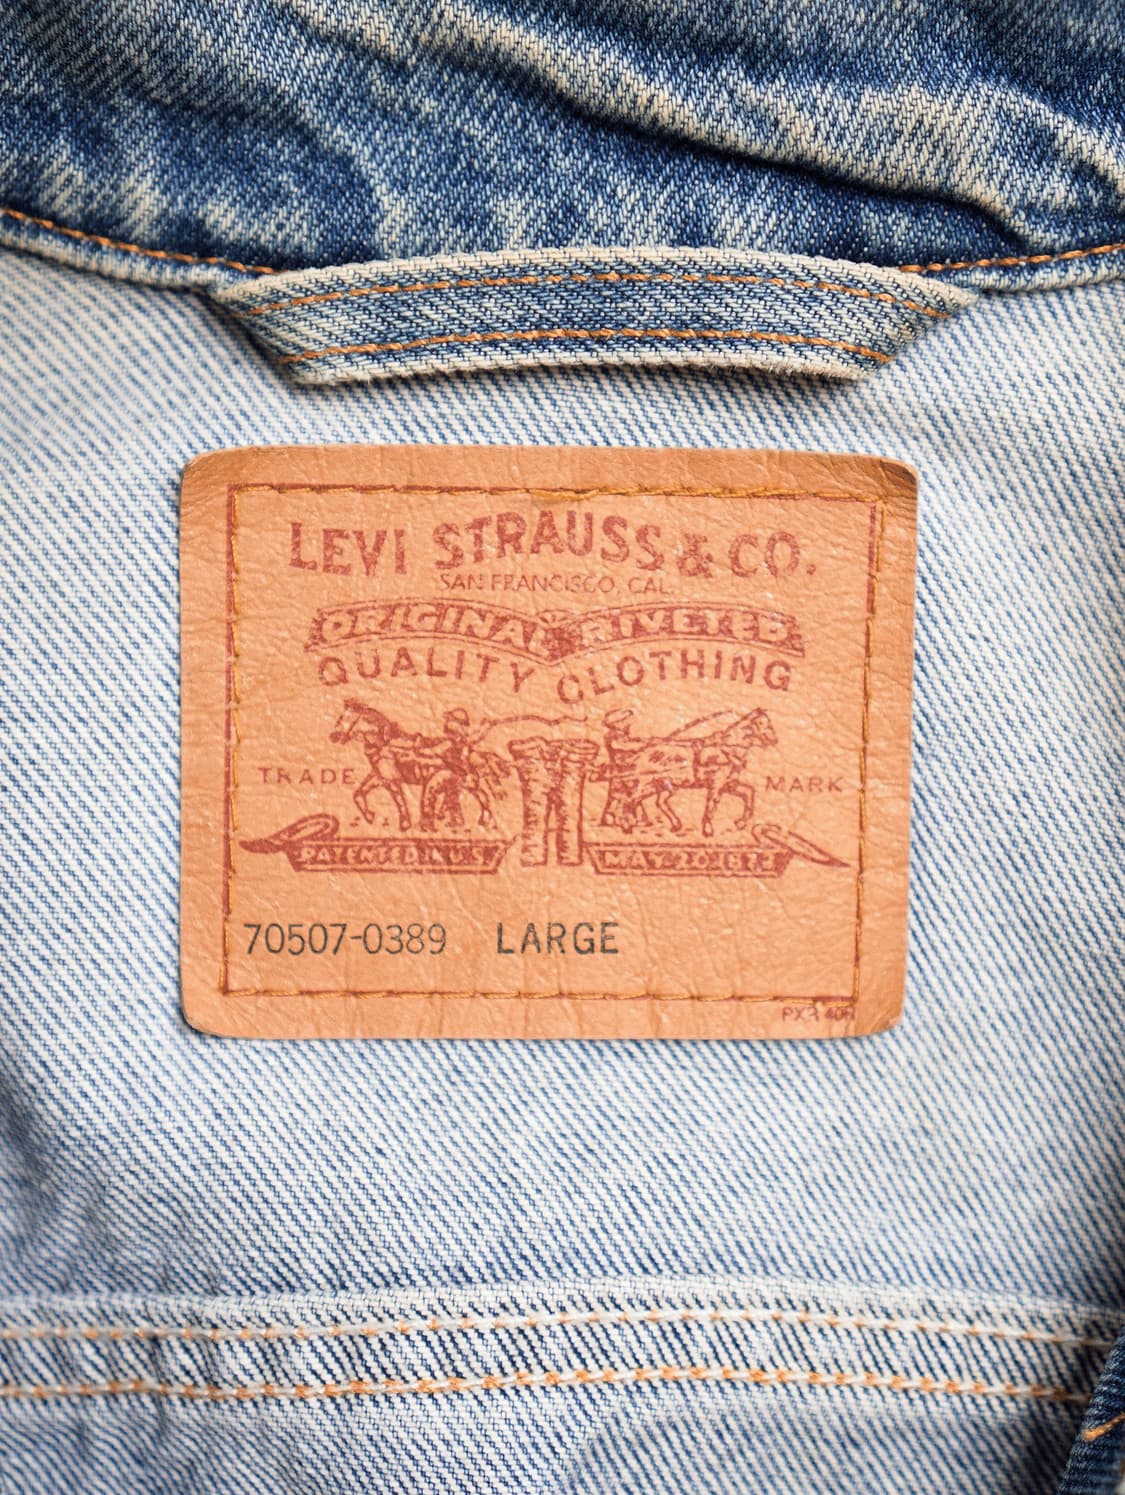 LEVI STRAUSS & CO.
SAN FRANCISCO, CAL.
ORIGINAL RIVETED
QUALITY CLOTHING
TRADE MARK
PATENTED IN U.S. MAY 20 1873
70507-0389 LARGE